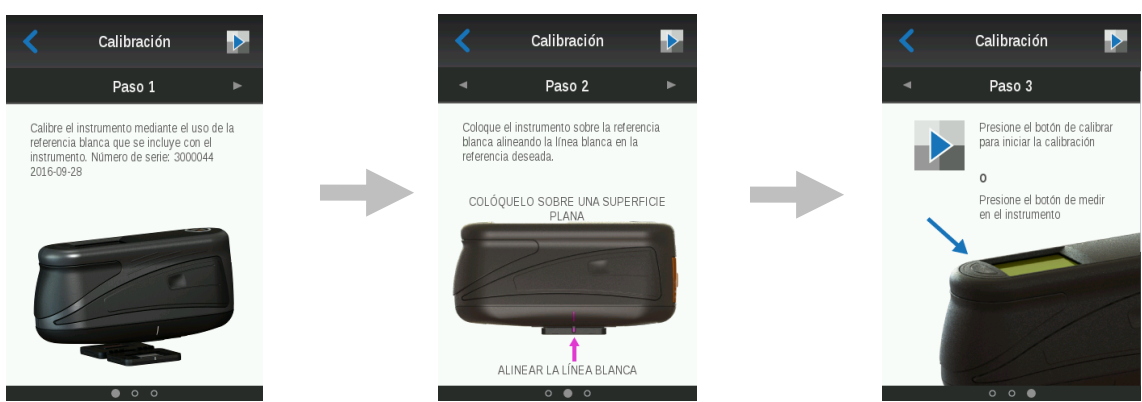 Calibración
Paso 1
Calibre el instrumento mediante el uso de la
referencia blanca que se incluye con el
instrumento. Número de serie: 3000044
2016-09-28
Calibración
Paso 2
Coloque el instrumento sobre la referencia
blanca alineando la línea blanca en la
referencia deseada.
COLÓQUELO SOBRE UNA SUPERFICIE
PLANA
ALINEAR LA LÍNEA BLANCA
Calibración
Paso 3
Presione el botón de calibrar
para iniciar la calibración
o
Presione el botón de medir
en el instrumento